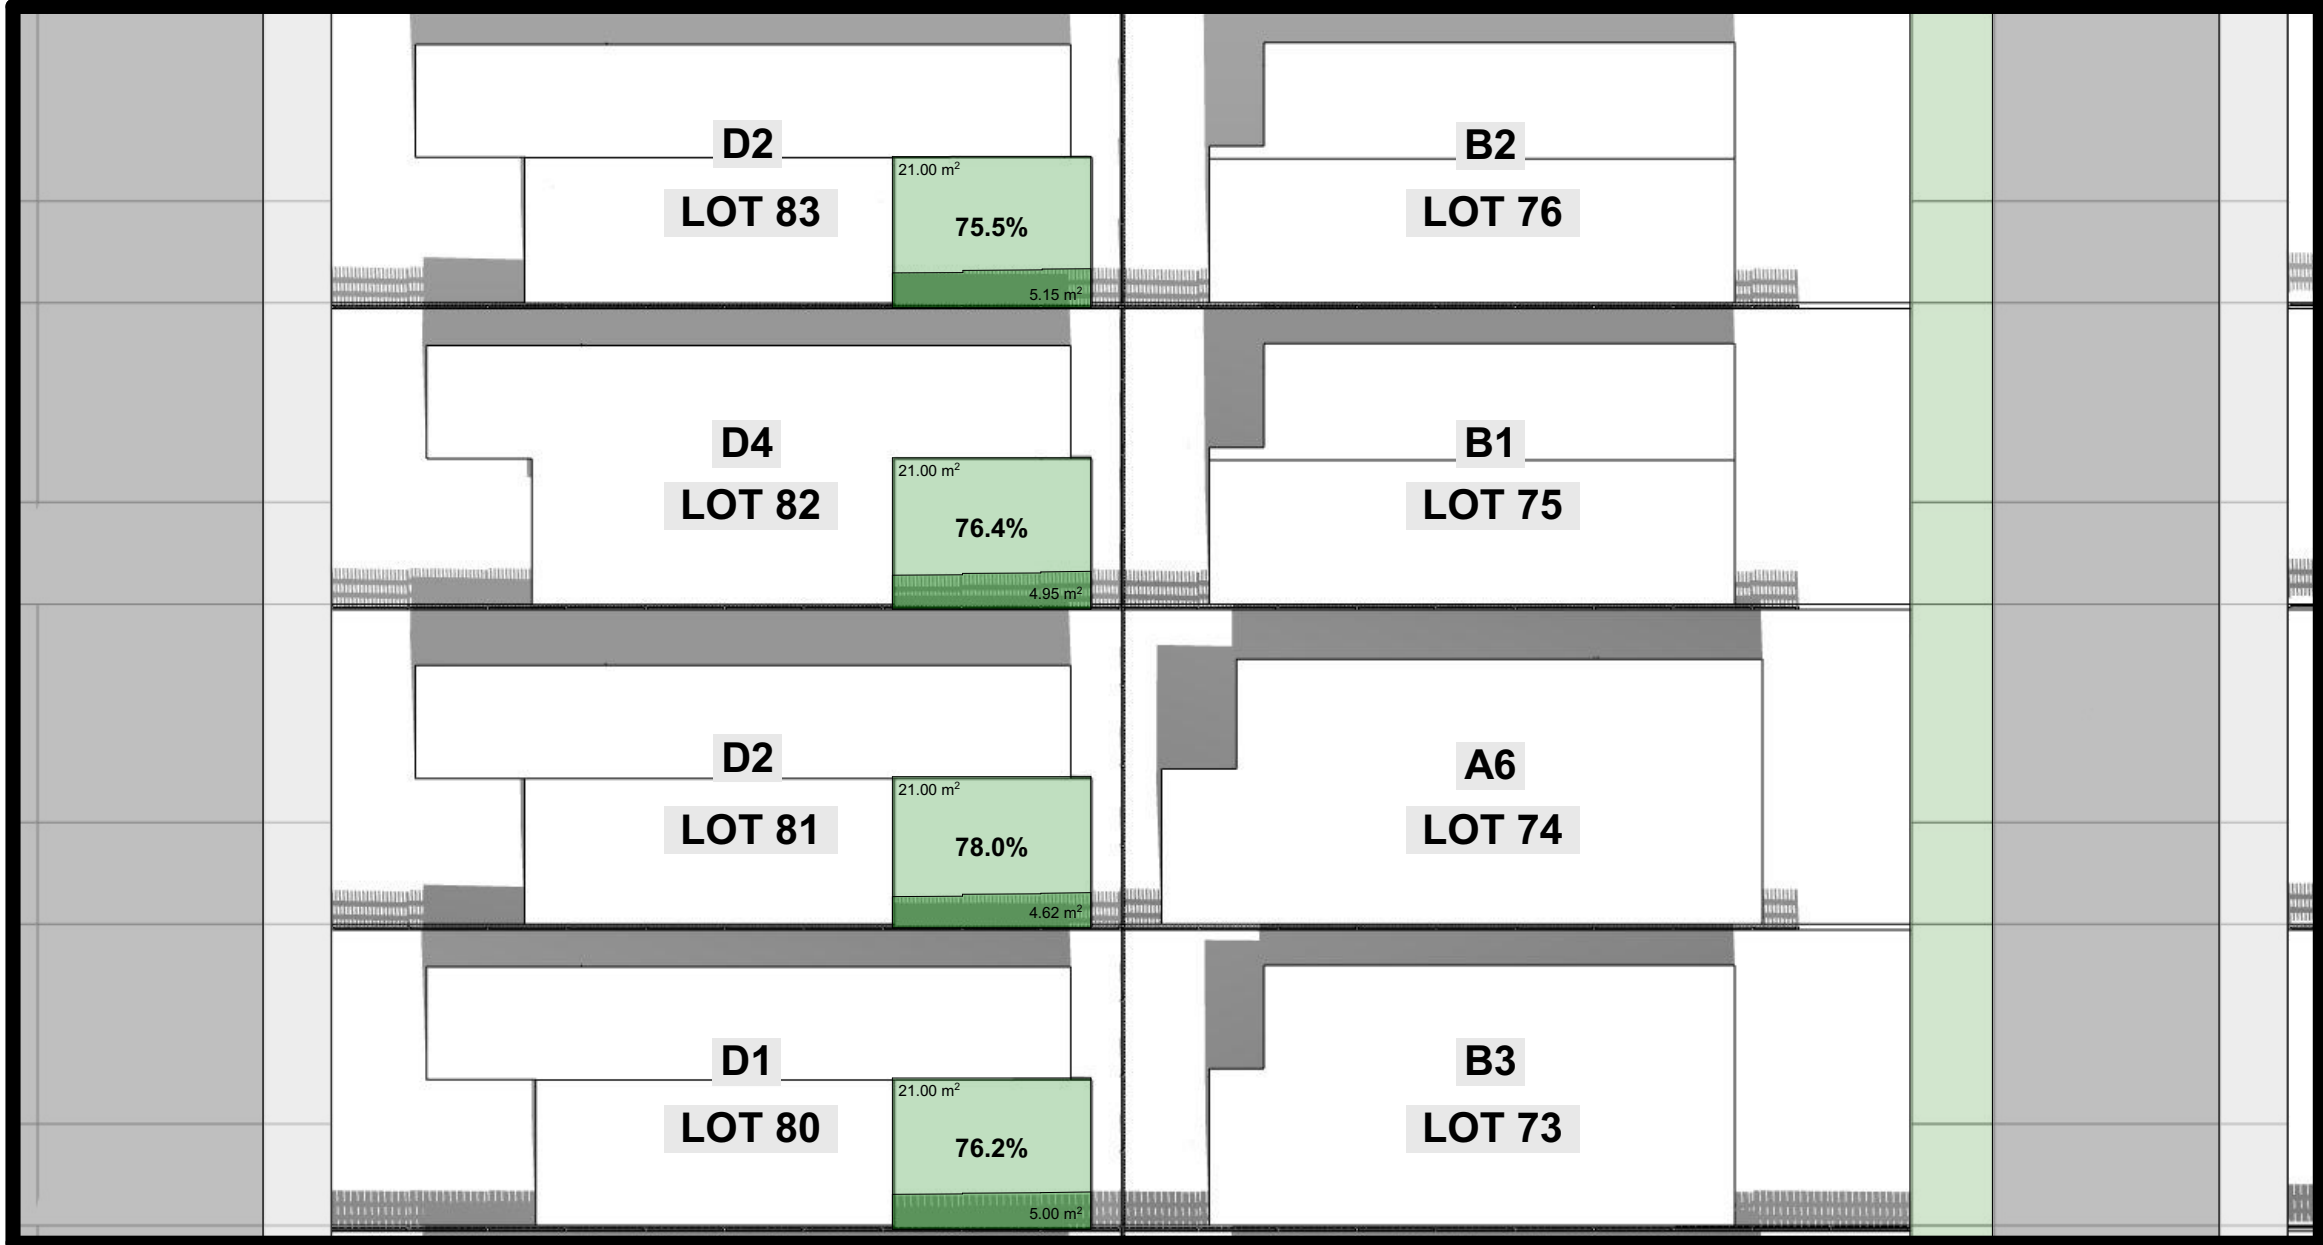 D2
LOT 83
21.00 m²
75.5%
5.15 m²
B2
LOT 76
D4
LOT 82
21.00 m²
76.4%
4.95 m²
B1
LOT 75
D2
LOT 81
21.00 m²
78.0%
4.62 m²
A6
LOT 74
D1
LOT 80
21.00 m²
76.2%
5.00 m²
B3
LOT 73